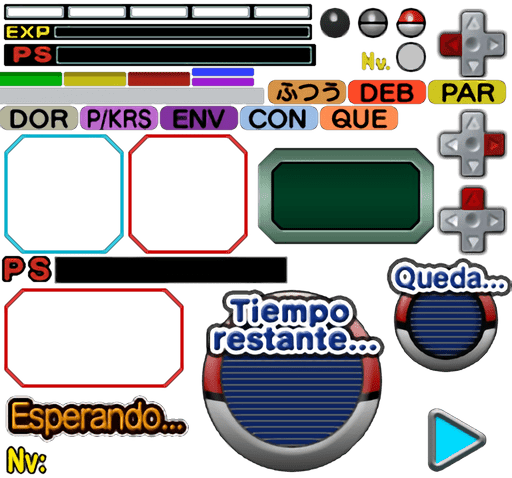 EXP
PS
Nv.
ふつう DEB PAR
DOR P/KRS ENV CON QUE
PS
Queda...
Tiempo
restante...
Esperando...
Nv: